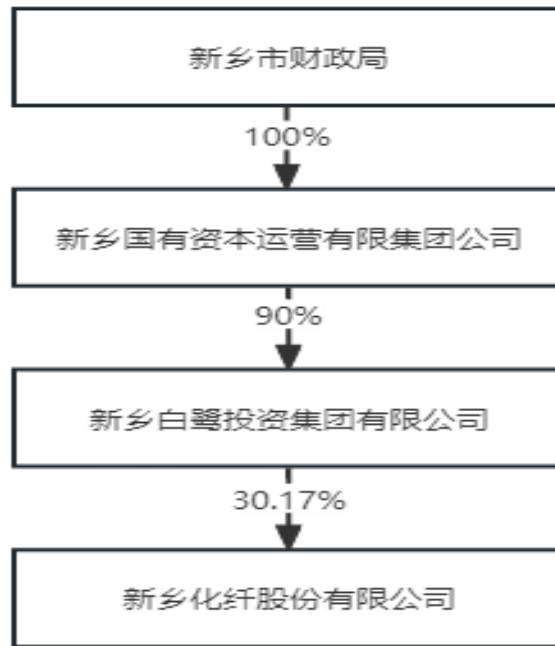 新乡市财政局
100%
新乡国有资本运营有限集团公司
90%
新乡白鹭投资集团有限公司
30.17%
新乡化纤股份有限公司